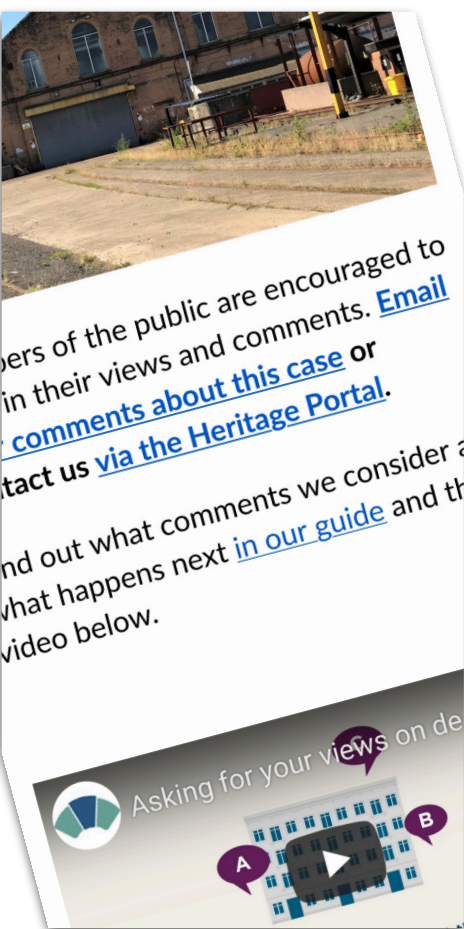 bers of the public are encouraged to
in their views and comments. Email
comments about this case or
tact us via the Heritage Portal.
nd out what comments we consider a
what happens next in our guide and th
video below.
Asking for your views on de
C
B
A